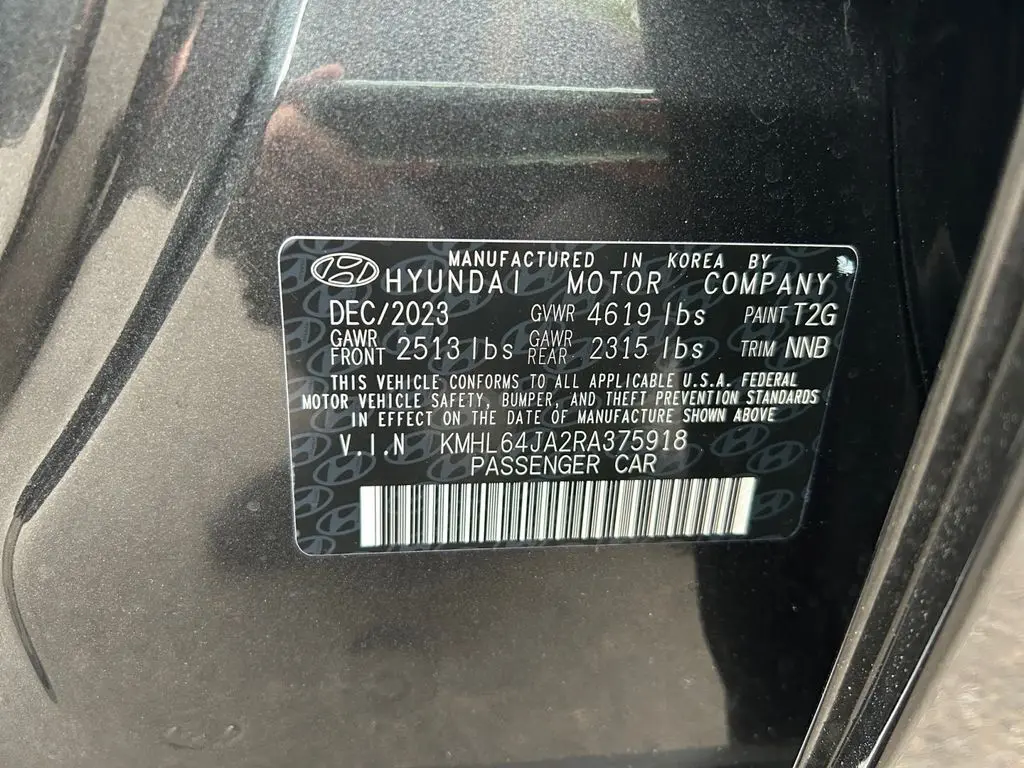 MANUFACTURED IN KOREA BY
HYUNDAI MOTOR COMPANY
DEC/2023 GVWR 4619 lbs PAINT T2G
GAWR FRONT 2513 lbs GAWR REAR 2315 lbs TRIM NNB
THIS VEHICLE CONFORMS TO ALL APPLICABLE U.S.A. FEDERAL
MOTOR VEHICLE SAFETY, BUMPER, AND THEFT PREVENTION STANDARDS
IN EFFECT ON THE DATE OF MANUFACTURE SHOWN ABOVE
V.I.N KMHL64JA2RA375918
PASSENGER CAR